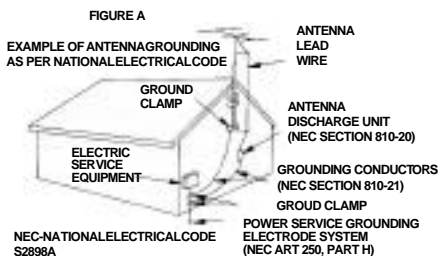 FIGURE A
EXAMPLE OF ANTENNAGROUNDING
AS PER NATIONALELECTRICALCODE
ANTENNA
LEAD
WIRE
GROUND
CLAMP
ANTENNA
DISCHARGE UNIT
(NEC SECTION 810-20)
ELECTRIC
SERVICE
EQUIPMENT
GROUNDING CONDUCTORS
(NEC SECTION 810-21)
GROUD CLAMP
POWER SERVICE GROUNDING
ELECTRODE SYSTEM
(NEC ART 250, PART H)
NEC-NATIONALELECTRICALCODE
S2898A